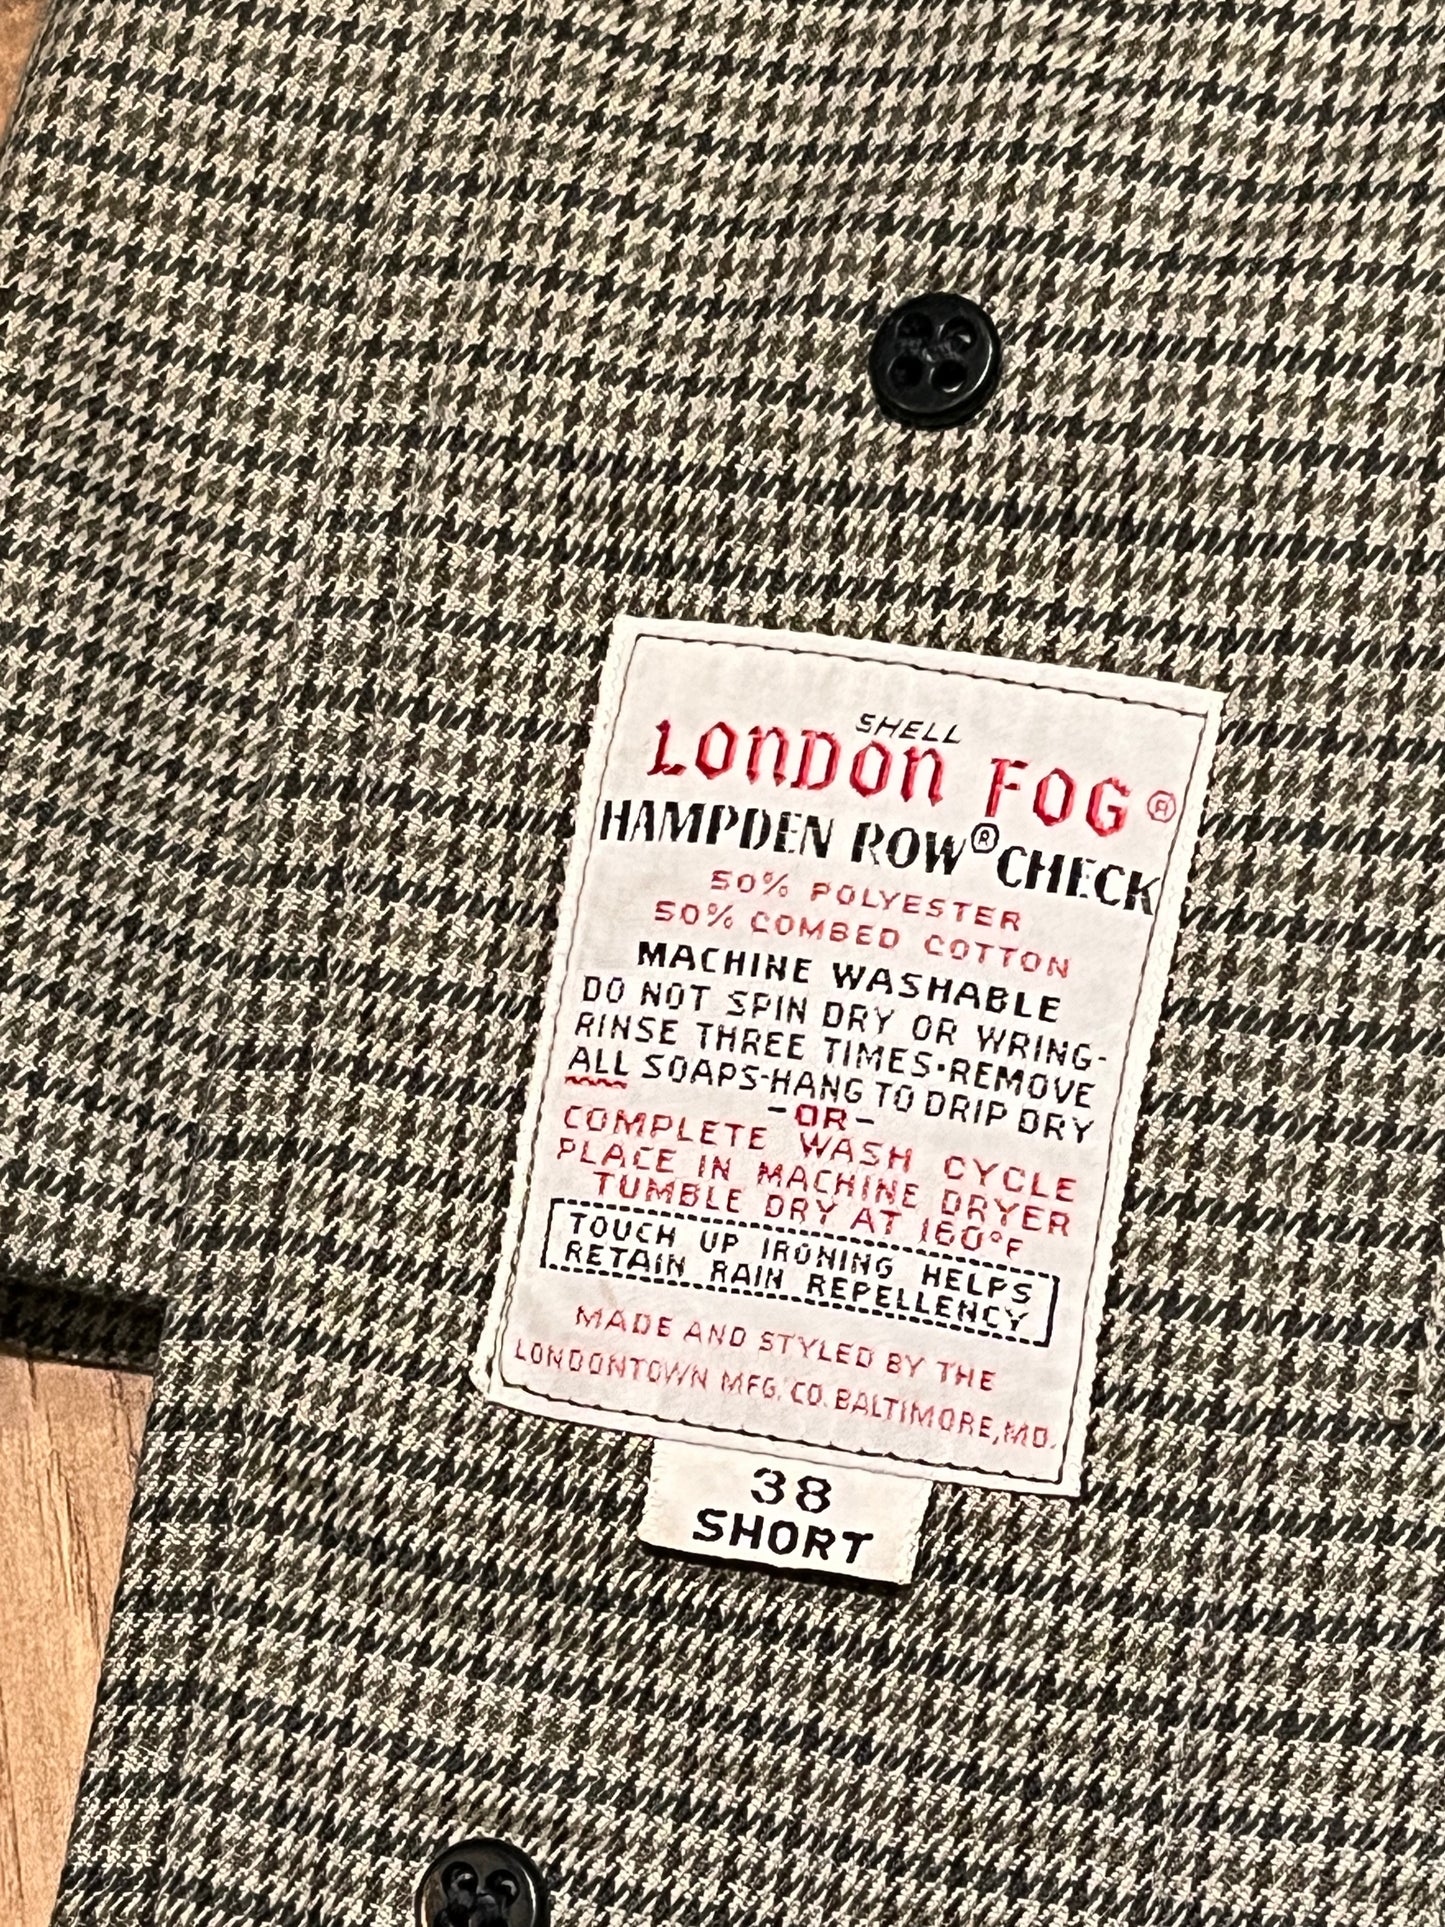 SHELL
LONDON FOG®
HAMPDEN ROW® CHECK
50% POLYESTER
50% COMBED COTTON
MACHINE WASHABLE
DO NOT SPIN DRY OR WRING-
RINSE THREE TIMES·REMOVE
ALL SOAPS-HANG TO DRIP DRY
-OR-
COMPLETE WASH CYCLE
PLACE IN MACHINE DRYER
TUMBLE DRY AT 160°F
TOUCH UP IRONING HELPS
RETAIN RAIN REPELLENCY
MADE AND STYLED BY THE
LONDONTOWN MFG. CO. BALTIMORE, MD.
38
SHORT